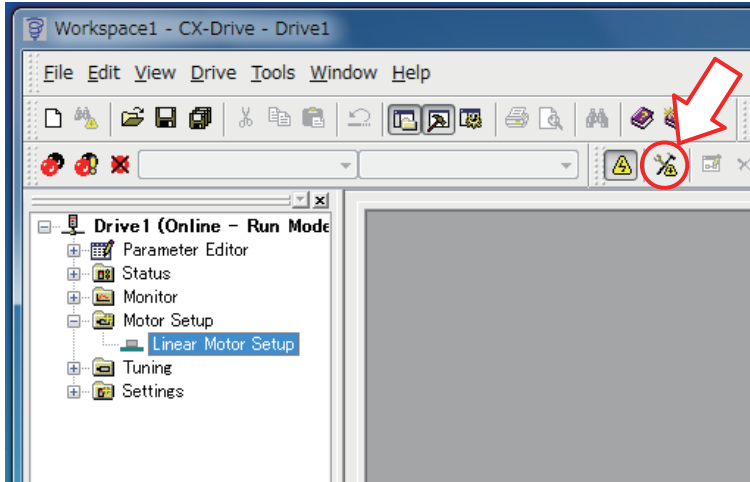 Workspace1 - CX-Drive - Drive1
File Edit View Drive Tools Window Help
Drive1 (Online - Run Mode
Parameter Editor
Status
Monitor
Motor Setup
Linear Motor Setup
Tuning
Settings